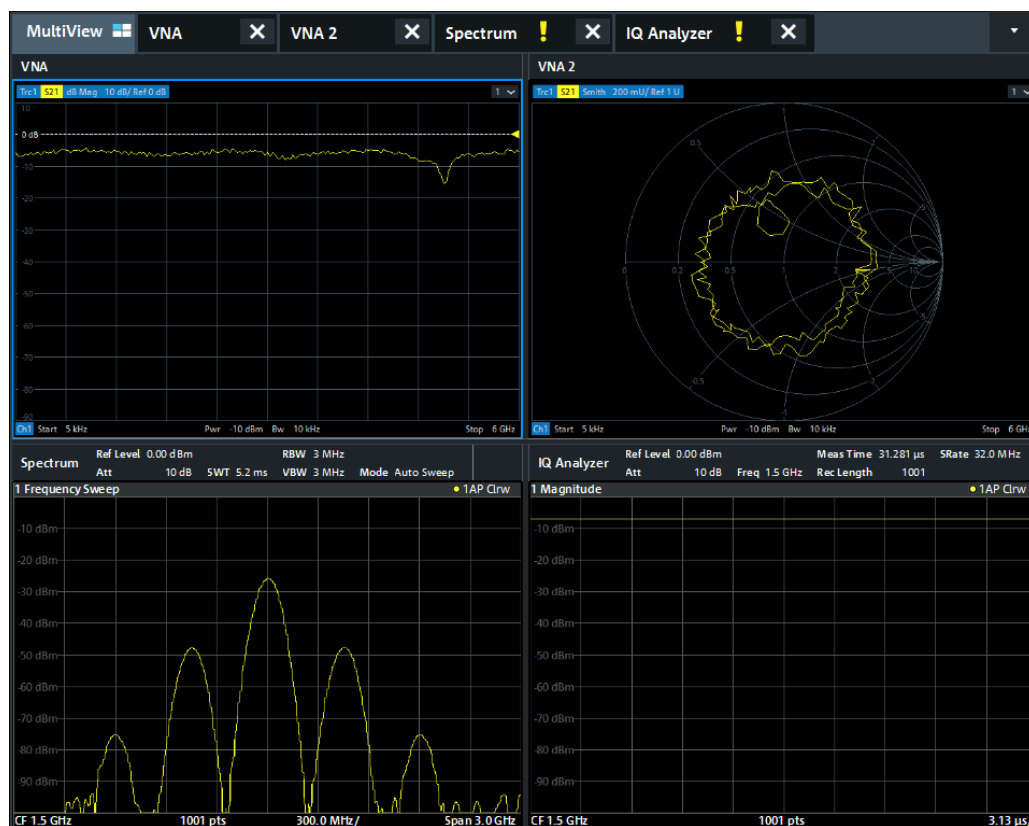 MultiView VNA VNA 2 Spectrum ! IQ Analyzer !
VNA
Trc1 S21 dB Mag 10 dB/ Ref 0 dB 1
10
0 dB
-10
-20
-30
-40
-50
-60
-70
-80
-90
Ch1 Start 5 kHz Pwr -10 dBm Bw 10 kHz Stop 6 GHz
VNA 2
Trc1 S21 Smith 200 mU/ Ref 1 U 1
1
0.5 2
5
0 0.2 0.5 1 2 5 10
-5
-0.5 -2
-1
Ch1 Start 5 kHz Pwr -10 dBm Bw 10 kHz Stop 6 GHz
Spectrum Ref Level 0.00 dBm RBW 3 MHz
Att 10 dB SWT 5.2 ms VBW 3 MHz Mode Auto Sweep
1 Frequency Sweep 1AP Clrw
-10 dBm
-20 dBm
-30 dBm
-40 dBm
-50 dBm
-60 dBm
-70 dBm
-80 dBm
-90 dBm
CF 1.5 GHz 1001 pts 300.0 MHz/ Span 3.0 GHz
IQ Analyzer Ref Level 0.00 dBm Meas Time 31.281 µs SRate 32.0 MHz
Att 10 dB Freq 1.5 GHz Rec Length 1001
1 Magnitude 1AP Clrw
-10 dBm
-20 dBm
-30 dBm
-40 dBm
-50 dBm
-60 dBm
-70 dBm
-80 dBm
-90 dBm
CF 1.5 GHz 1001 pts 3.13 µs